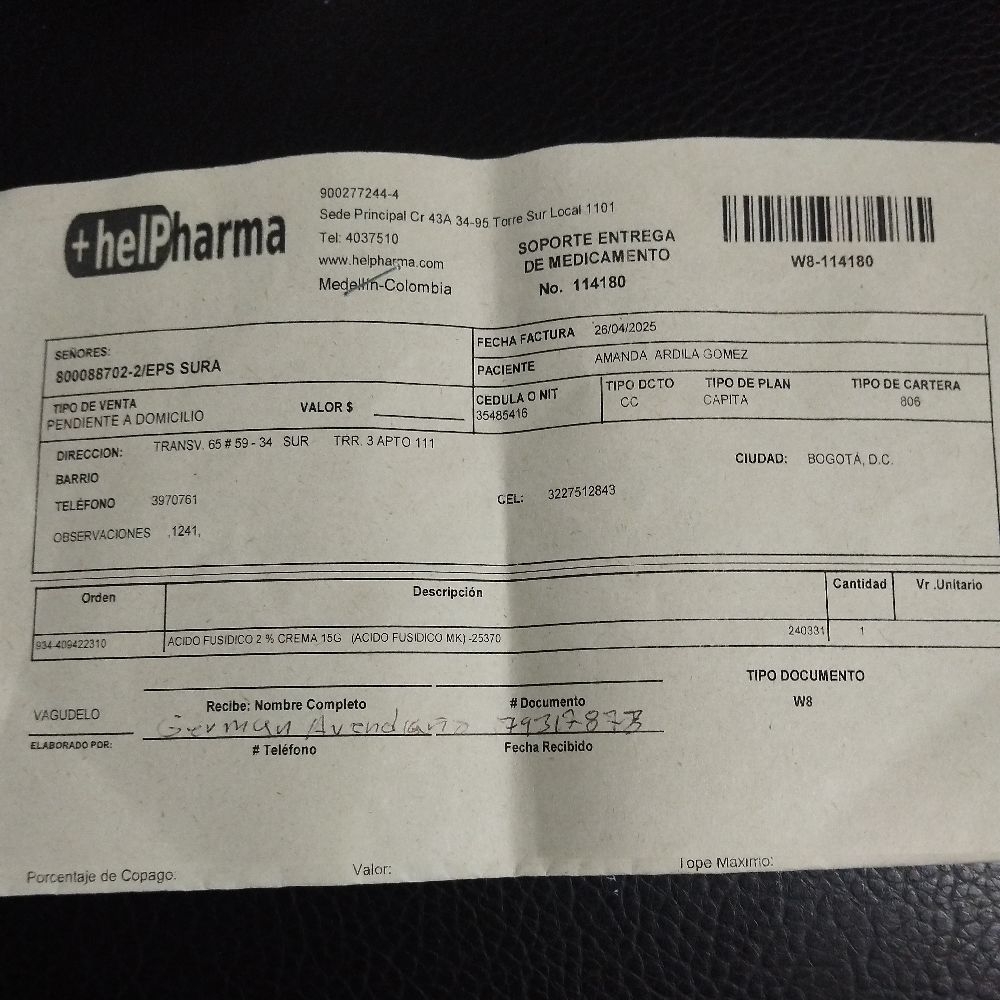 +helPharma
900277244-4
Sede Principal Cr 43A 34-95 Torre Sur Local 1101
Tel: 4037510
www.helpharma.com
Medellín-Colombia
SOPORTE ENTREGA
DE MEDICAMENTO
No. 114180
W8-114180
SEÑORES:
800088702-2/EPS SURA
FECHA FACTURA 26/04/2025
PACIENTE AMANDA ARDILA GOMEZ
TIPO DE VENTA
PENDIENTE A DOMICILIO
VALOR $
CEDULA O NIT
35485416
TIPO DCTO
CC
TIPO DE PLAN
CAPITA
TIPO DE CARTERA
806
DIRECCION: TRANSV. 65 # 59 - 34 SUR TRR. 3 APTO 111
BARRIO
CIUDAD: BOGOTÁ, D.C.
TELÉFONO 3970761
CEL: 3227512843
OBSERVACIONES ,1241,
Orden Descripción Cantidad Vr .Unitario
934-409422310 ACIDO FUSIDICO 2 % CREMA 15G (ACIDO FUSIDICO MK) -25370 240331 1
TIPO DOCUMENTO
W8
Recibe: Nombre Completo # Documento
VAGUDELO
German Avendaño 79317873
ELABORADO POR:
# Teléfono Fecha Recibido
Porcentaje de Copago. Valor: Tope Maximo: